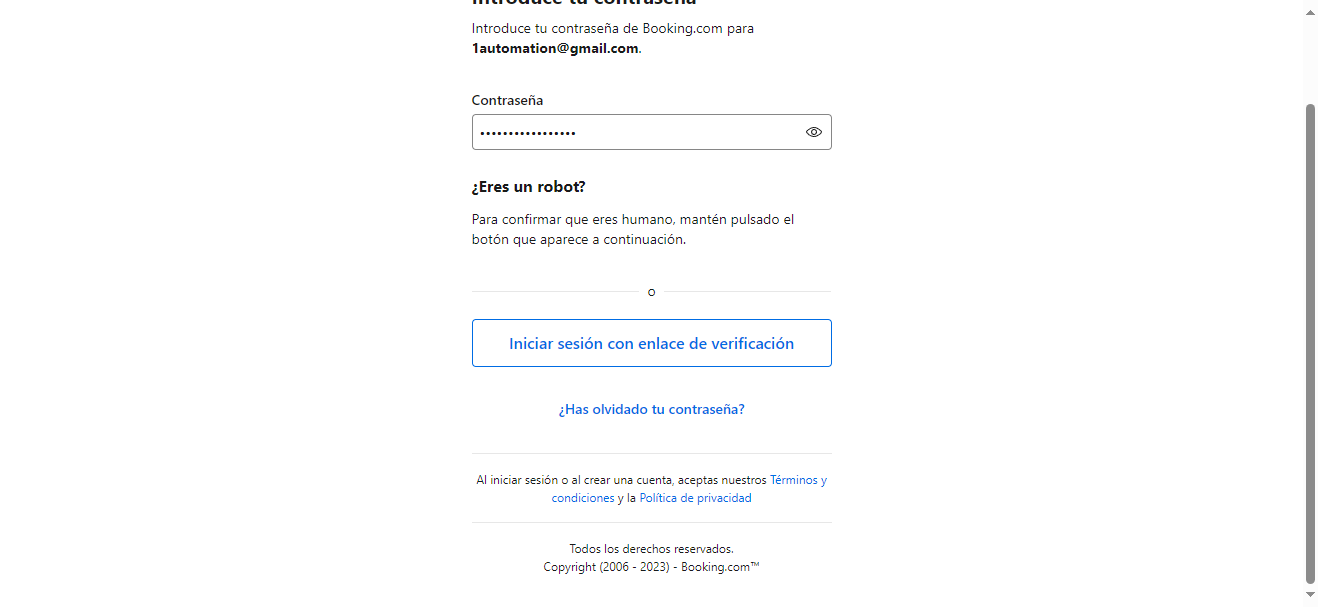 Introduce tu contraseña
Introduce tu contraseña de Booking.com para
1automation@gmail.com.
Contraseña
¿Eres un robot?
Para confirmar que eres humano, mantén pulsado el
botón que aparece a continuación.
o
Iniciar sesión con enlace de verificación
¿Has olvidado tu contraseña?
Al iniciar sesión o al crear una cuenta, aceptas nuestros Términos y
condiciones y la Política de privacidad
Todos los derechos reservados.
Copyright (2006 - 2023) - Booking.com™